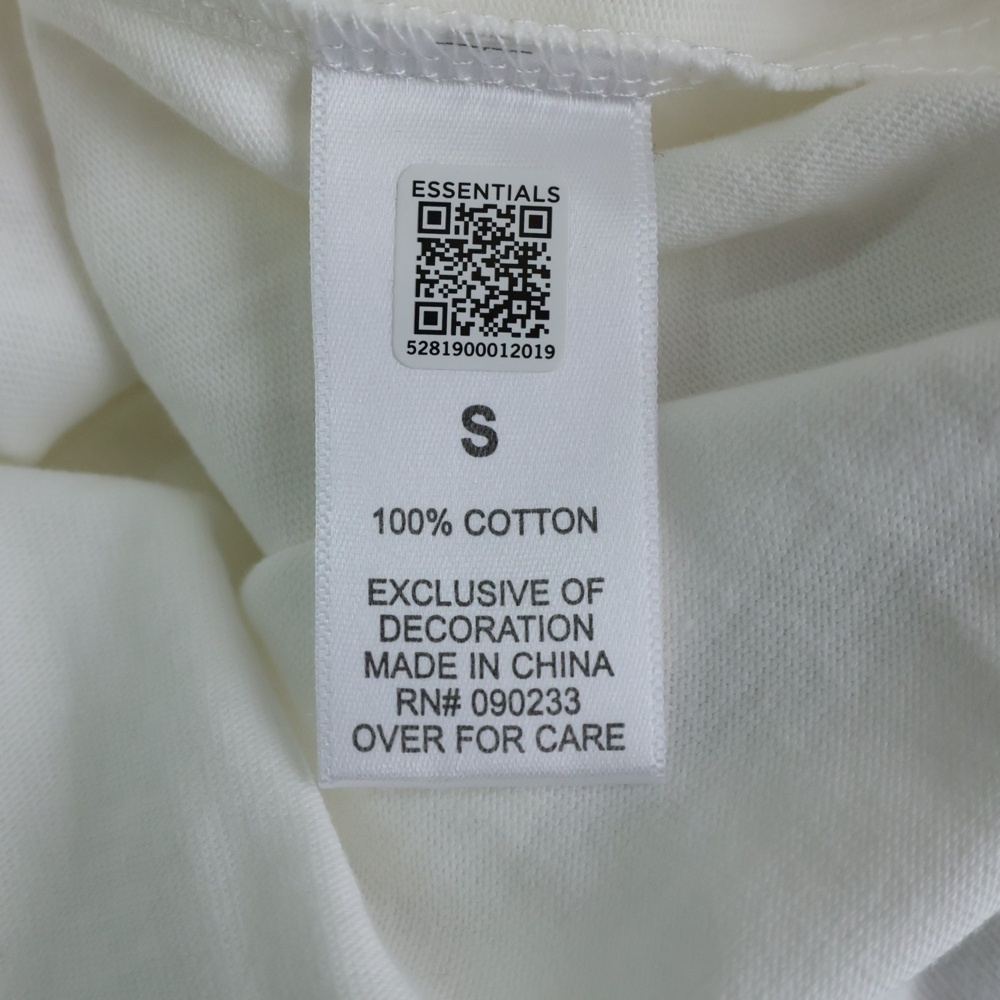 ESSENTIALS
5281900012019
S
100% COTTON
EXCLUSIVE OF
DECORATION
MADE IN CHINA
RN# 090233
OVER FOR CARE